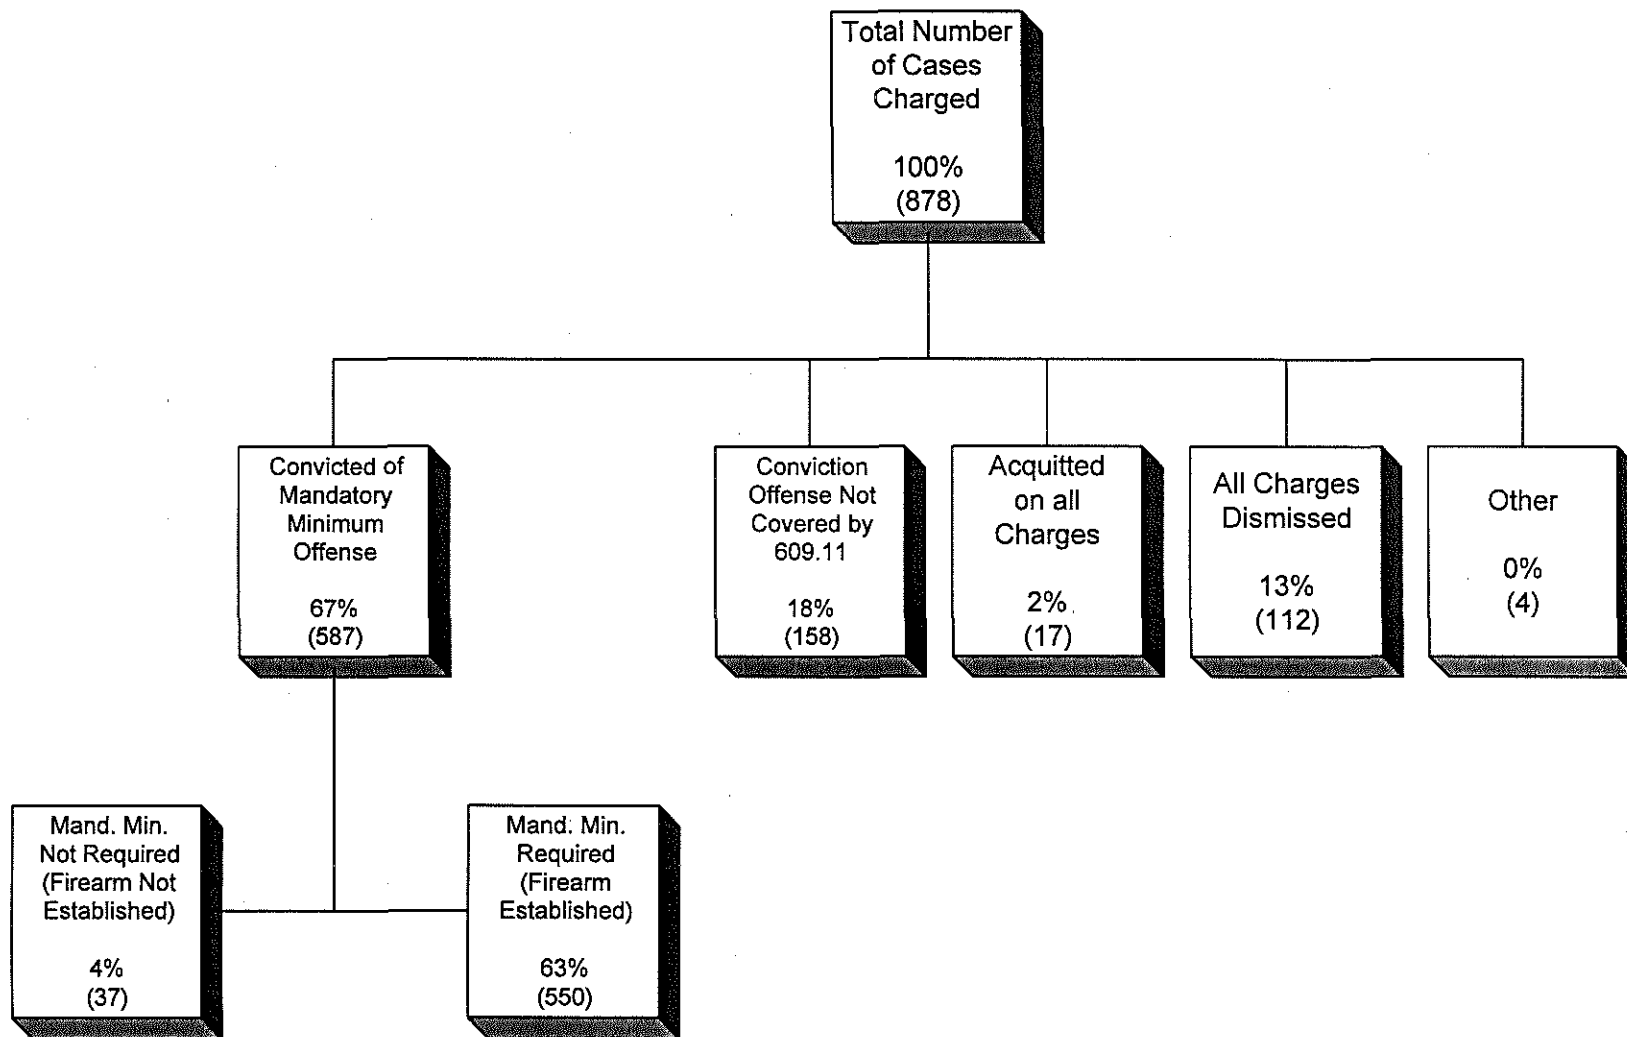 Total Number
of Cases
Charged
100%
(878)
Convicted of
Mandatory
Minimum
Offense
67%
(587)
Conviction
Offense Not
Covered by
609.11
18%
(158)
Acquitted
on all
Charges
2%
(17)
All Charges
Dismissed
13%
(112)
Other
0%
(4)
Mand. Min.
Not Required
(Firearm Not
Established)
4%
(37)
Mand. Min.
Required
(Firearm
Established)
63%
(550)